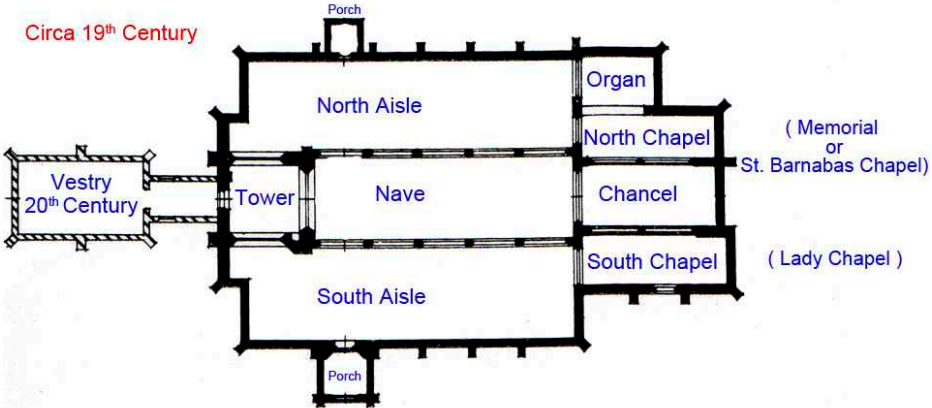 Porch
Circa 19th Century
Organ
North Aisle
North Chapel
( Memorial
or
St. Barnabas Chapel)
Vestry
20th Century
Tower
Nave
Chancel
South Chapel
( Lady Chapel )
South Aisle
Porch